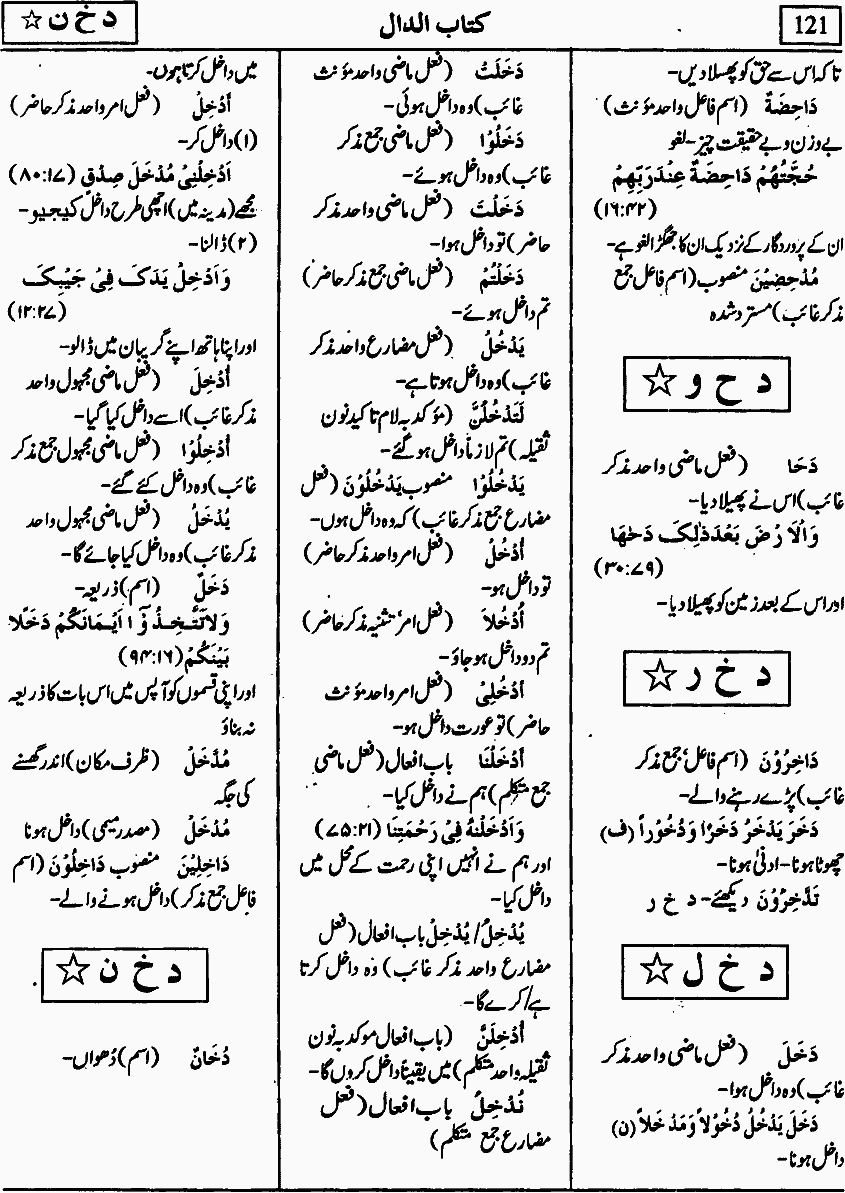 121
کتاب الدال
د خ ن ☆
تاکہ اس سے حق کو پھسلا دیں۔
دَاحِضَةٌ (اسم فاعل واحد مؤنث)
بے وزن و بے حقیقت چیز۔ لغو
حُجَّتُهُمْ دَاحِضَةٌ عِنْدَ رَبِّهِمْ
(۱۶:۴۲)
ان کے پروردگار کے نزدیک ان کا جھگڑا لغو ہے۔
مُدْحِضِيْنَ منصوب (اسم فاعل جمع
مذکر غائب) مسترد شدہ
د ح و ☆
دَحَا (فعل ماضی واحد مذکر
غائب) اس نے پھیلا دیا۔
وَالْاَرْضَ بَعْدَ ذٰلِکَ دَحٰهَا
(۳۰:۷۹)
اور اس کے بعد زمین کو پھیلا دیا۔
د خ ر ☆
دَاخِرُوْنَ (اسم فاعل، جمع مذکر
غائب) پڑے رہنے والے۔
دَخَرَ يَدْخَرُ دَخَرًا وَدُخُوْرًا (ف)
چھوٹا ہونا۔ ادنیٰ ہونا۔
تَدَّخِرُوْنَ دیکھئے۔ د خ ر
د خ ل ☆
دَخَلَ (فعل ماضی واحد مذکر
غائب) وہ داخل ہوا۔
دَخَلَ يَدْخُلُ دُخُوْلاً وَمَدْخَلاً (ن)
داخل ہونا۔
دَخَلَتْ (فعل ماضی واحد مؤنث
غائب) وہ داخل ہوئی۔
دَخَلُوْا (فعل ماضی جمع مذکر
غائب) وہ داخل ہوئے۔
دَخَلْتَ (فعل ماضی واحد مذکر
حاضر) تو داخل ہوا۔
دَخَلْتُمْ (فعل ماضی جمع مذکر حاضر)
تم داخل ہوئے۔
يَدْخُلُ (فعل مضارع واحد مذکر
غائب) وہ داخل ہوتا ہے۔
لَتَدْخُلُنَّ (مؤکد بہ لام تاکید نون
ثقیلہ) تم لازماً داخل ہو گئے۔
يَدْخُلُوْا منصوب يَدْخُلُوْنَ (فعل
مضارع جمع مذکر غائب) کہ وہ داخل ہوں۔
اُدْخُلْ (فعل امر واحد مذکر حاضر)
تو داخل ہو۔
اُدْخُلاَ (فعل امر، تثنیہ مذکر حاضر)
تم دو داخل ہو جاؤ۔
اُدْخُلِیْ (فعل امر واحد مؤنث
حاضر) تو عورت داخل ہو۔
اَدْخَلْنَا باب افعال (فعل ماضی
جمع متکلم) ہم نے داخل کیا۔
وَاَدْخَلْنٰهُ فِیْ رَحْمَتِنَا (۷۵:۲۱)
اور ہم نے انہیں اپنی رحمت کے محل میں
داخل کیا۔
يُدْخِلُ / يُدْخِلْ باب افعال (فعل
مضارع واحد مذکر غائب) وہ داخل کرتا
ہے/ کرے گا۔
اُدْخِلَنَّ (باب افعال موکد بہ نون
ثقیلہ واحد متکلم) میں یقیناً داخل کروں گا۔
نُدْخِلُ باب افعال (فعل
مضارع جمع متکلم)
میں داخل کرتا ہوں۔
اَدْخِلْ (فعل امر واحد مذکر حاضر)
(۱) داخل کر۔
اَدْخِلْنِیْ مُدْخَلَ صِدْقٍ (۸۰:۱۷)
مجھے (مدینہ میں) اچھی طرح داخل کیجیو۔
(۲) ڈالنا۔
وَاَدْخِلْ يَدَکَ فِیْ جَيْبِکَ
(۱۲:۲۷)
اور اپنا ہاتھ اپنے گریبان میں ڈالو۔
اُدْخِلَ (فعل ماضی مجہول واحد
مذکر غائب) اسے داخل کیا گیا۔
اُدْخِلُوْا (فعل ماضی مجہول جمع مذکر
غائب) وہ داخل کئے گئے۔
يُدْخَلُ (فعل ماضی مجہول واحد
مذکر غائب) وہ داخل کیا جائے گا۔
دَخَلٌ (اسم) ذریعہ۔
وَلاَ تَتَّخِذُوْٓا اَيْمَانَكُمْ دَخَلًا
بَيْنَكُمْ (۹۴:۱۶)
اور اپنی قسموں کو آپس میں اس بات کا ذریعہ
نہ بناؤ
مُدَّخَلٌ (ظرف مکان) اندر گھسنے
کی جگہ
مُدْخَلٌ (مصدر میمی) داخل ہونا
دَاخِلِيْنَ منصوب دَاخِلُوْنَ (اسم
فاعل جمع مذکر) داخل ہونے والے۔
د خ ن ☆
دُخَانٌ (اسم) دُھواں۔